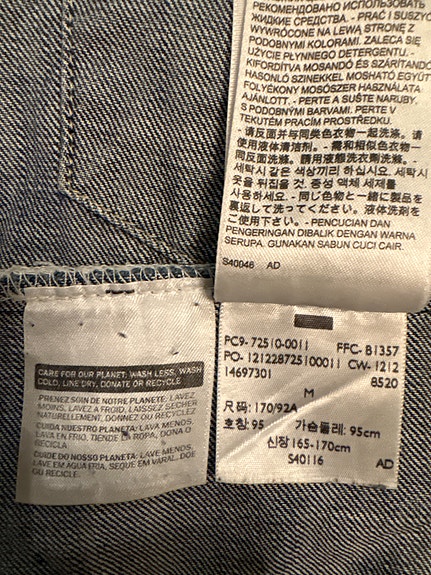 РЕКОМЕНДОВАНО ИСПОЛЬЗОВАТЬ
ЖИДКИЕ СРЕДСТВА. - PRAĆ I SUSZYĆ
WYWRÓCONE NA LEWĄ STRONĘ Z
PODOBNYMI KOLORAMI. ZALECA SIĘ
UŻYCIE PŁYNNEGO DETERGENTU. -
KIFORDÍTVA MOSANDÓ ÉS SZÁRÍTANDÓ
HASONLÓ SZINEKKEL MOSHATÓ EGYÜTT
FOLYÉKONY MOSÓSZER HASZNÁLATA
AJÁNLOTT. - PERTE A SUŠTE NARUBY.
S PODOBNÝMI BARVAMI. PERTE V
TEKUTÉM PRACÍM PROSTŘEDKU.
- 请反面并与同类色衣物一起洗涤。请
使用液体清洁剂。- 需和相似色衣物一
同反面洗滌。請用液態洗衣劑洗滌。-
세탁시 같은 색상끼리 하십시요. 세탁시
옷을 뒤집을 것. 중성 액체 세제를
사용하세요. - 同じ色物と一緒に製品を
裏返して洗ってください。液体洗剤を
ご使用下さい。- PENCUCIAN DAN
PENGERINGAN DIBALIK DENGAN WARNA
SERUPA. GUNAKAN SABUN CUCI CAIR.
S40046 AD
CARE FOR OUR PLANET: WASH LESS, WASH
COLD, LINE DRY, DONATE OR RECYCLE
PRENEZ SOIN DE NOTRE PLANETE: LAVEZ
MOINS, LAVEZ A FROID, LAISSEZ SECHER
NATURELLEMENT, DONNEZ OU RECYCLEZ
CUIDA NUESTRO PLANETA: LAVA MENOS,
LAVA EN FRIO, TIENDE LA ROPA, DONA O
RECICLA
CUIDE DO NOSSO PLANETA: LAVE MENOS,
LAVE EM AGUA FRIA, SEQUE EM VARAL, DOE
OU RECICLE.
PC9- 72510-0011 FFC- B1357
PO- 121228725100011 CW- 1212
14697301 8520
M
尺码: 170/92A
호칭: 95 가슴둘레: 95cm
신장 165-170cm
S40116 AD